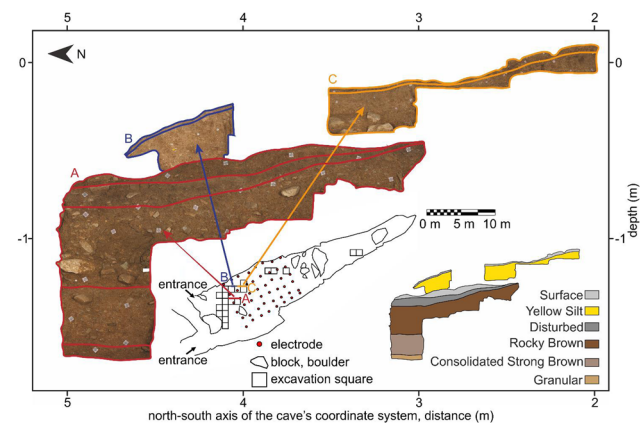 5 4 3 2
N
C
0 0
B
A
0 m 5 m 10 m
-1 -1
depth (m)
entrance
B
A
entrance
electrode
block, boulder
excavation square
Surface
Yellow Silt
Disturbed
Rocky Brown
Consolidated Strong Brown
Granular
5 4 3 2
north-south axis of the cave's coordinate system, distance (m)